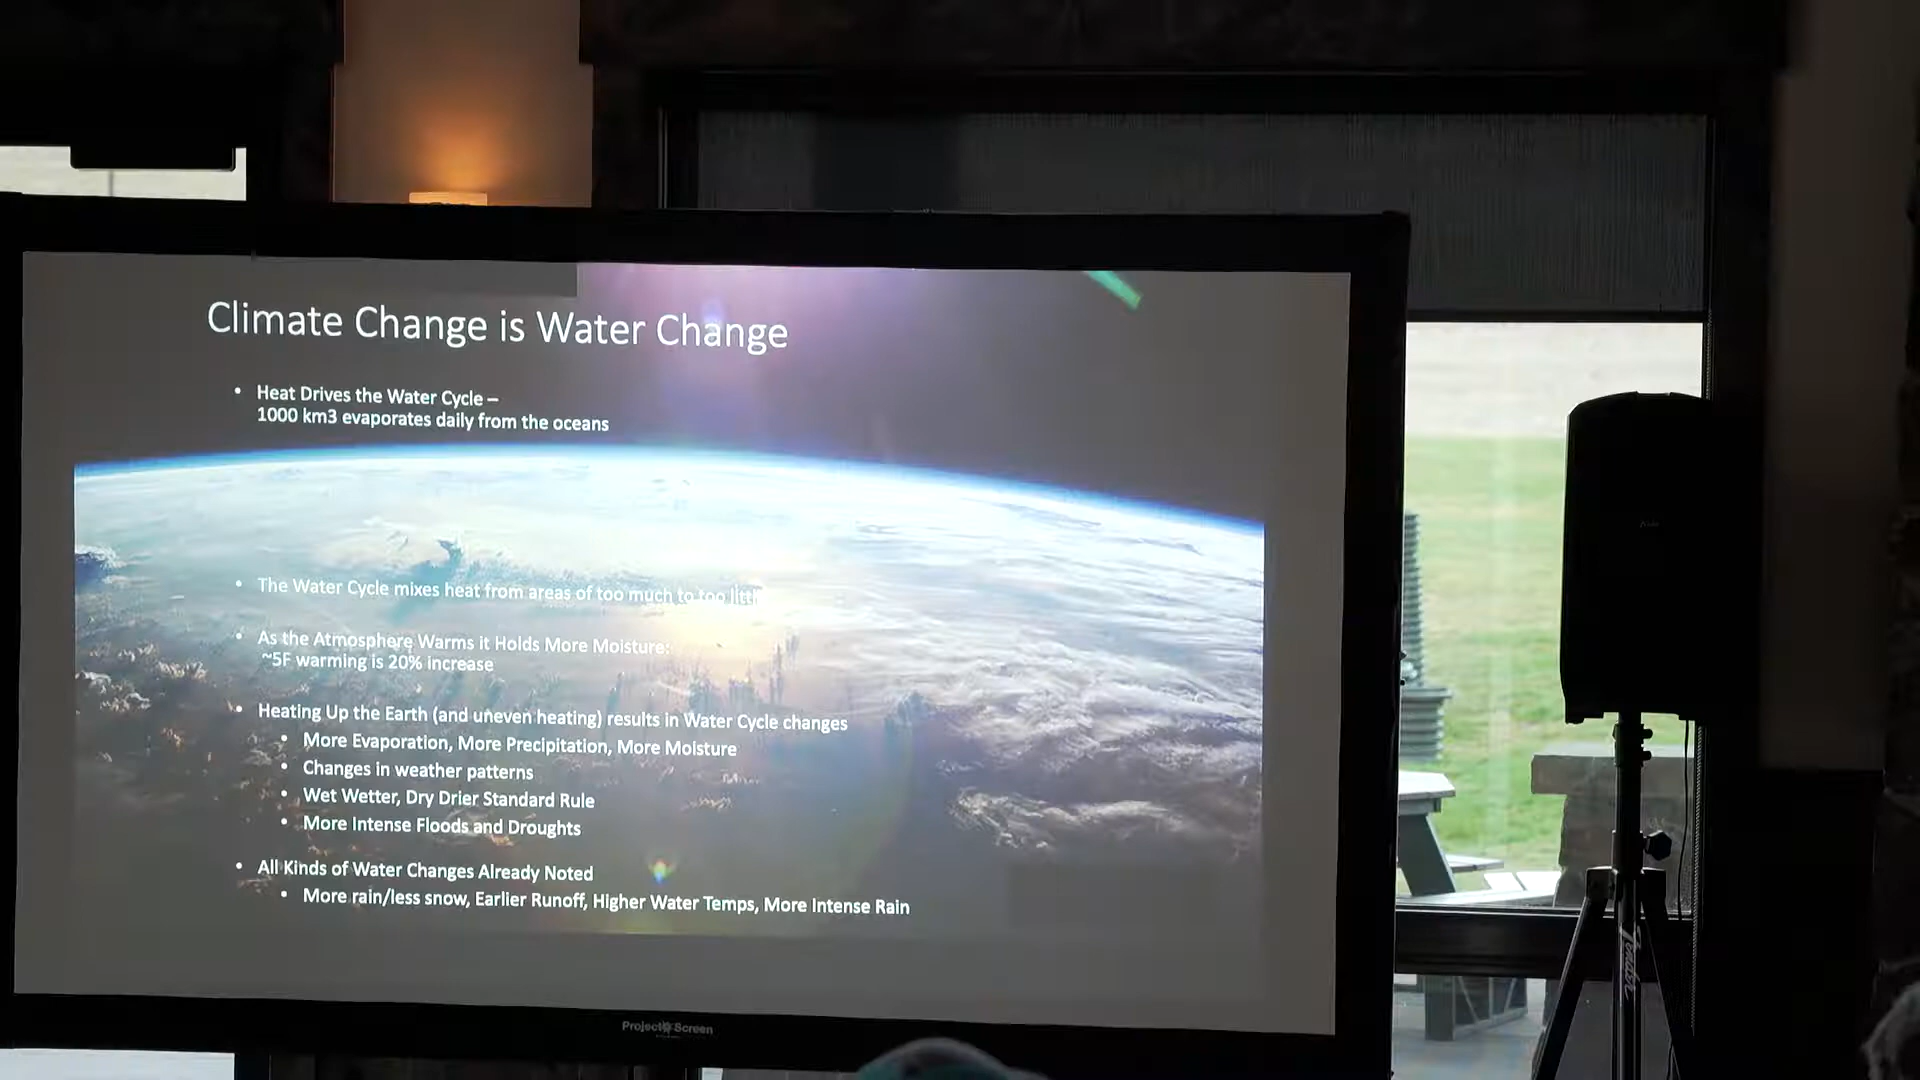 Climate Change is Water Change
• Heat Drives the Water Cycle –
1000 km3 evaporates daily from the oceans
• The Water Cycle mixes heat from areas of too much to too little
• As the Atmosphere Warms it Holds More Moisture:
~5F warming is 20% increase
• Heating Up the Earth (and uneven heating) results in Water Cycle changes
• More Evaporation, More Precipitation, More Moisture
• Changes in weather patterns
• Wet Wetter, Dry Drier Standard Rule
• More Intense Floods and Droughts
• All Kinds of Water Changes Already Noted
• More rain/less snow, Earlier Runoff, Higher Water Temps, More Intense Rain
Project Screen
Fender